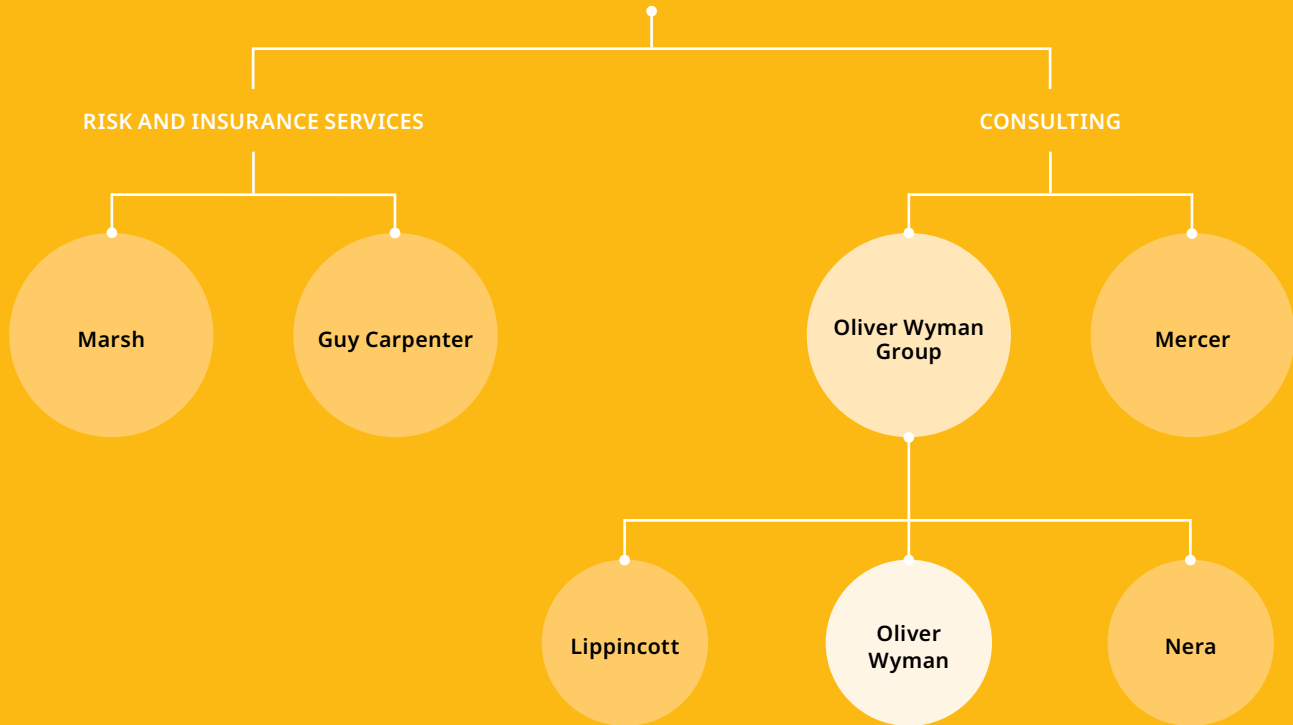 RISK AND INSURANCE SERVICES
CONSULTING
Marsh
Guy Carpenter
Oliver Wyman
Group
Mercer
Lippincott
Oliver
Wyman
Nera